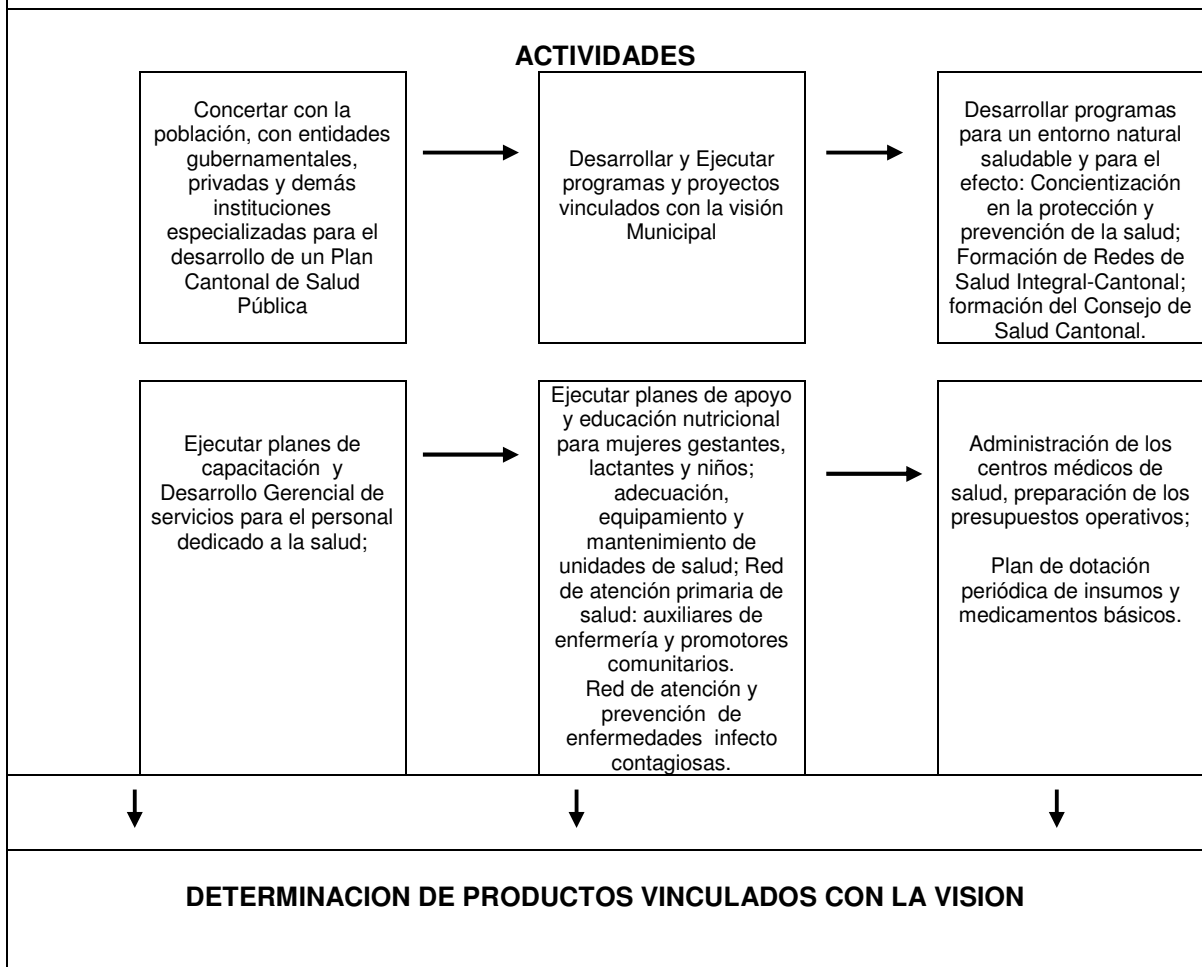 ACTIVIDADES
Concertar con la
población, con entidades
gubernamentales,
privadas y demás
instituciones
especializadas para el
desarrollo de un Plan
Cantonal de Salud
Pública
Desarrollar y Ejecutar
programas y proyectos
vinculados con la visión
Municipal
Desarrollar programas
para un entorno natural
saludable y para el
efecto: Concientización
en la protección y
prevención de la salud;
Formación de Redes de
Salud Integral-Cantonal;
formación del Consejo de
Salud Cantonal.
Ejecutar planes de
capacitación y
Desarrollo Gerencial de
servicios para el personal
dedicado a la salud;
Ejecutar planes de apoyo
y educación nutricional
para mujeres gestantes,
lactantes y niños;
adecuación,
equipamiento y
mantenimiento de
unidades de salud; Red
de atención primaria de
salud: auxiliares de
enfermería y promotores
comunitarios.
Red de atención y
prevención de
enfermedades infecto
contagiosas.
Administración de los
centros médicos de
salud, preparación de los
presupuestos operativos;
Plan de dotación
periódica de insumos y
medicamentos básicos.
DETERMINACION DE PRODUCTOS VINCULADOS CON LA VISION